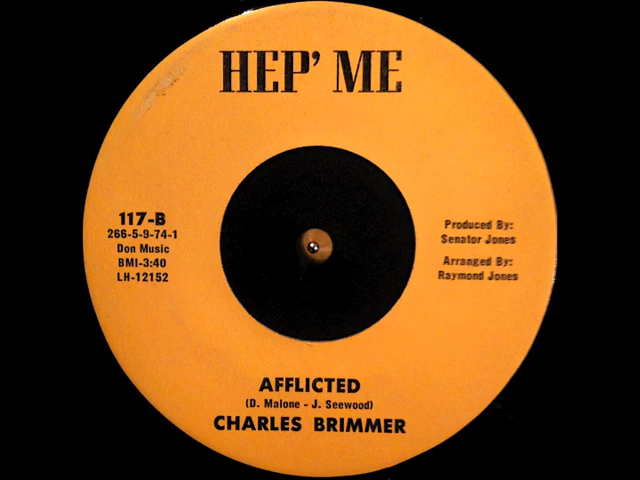 HEP' ME
117-B
266-5-9-74-1
Don Music
BMI-3:40
LH-12152
Produced By:
Senator Jones
Arranged By:
Raymond Jones
AFFLICTED
(D. Malone - J. Seewood)
CHARLES BRIMMER